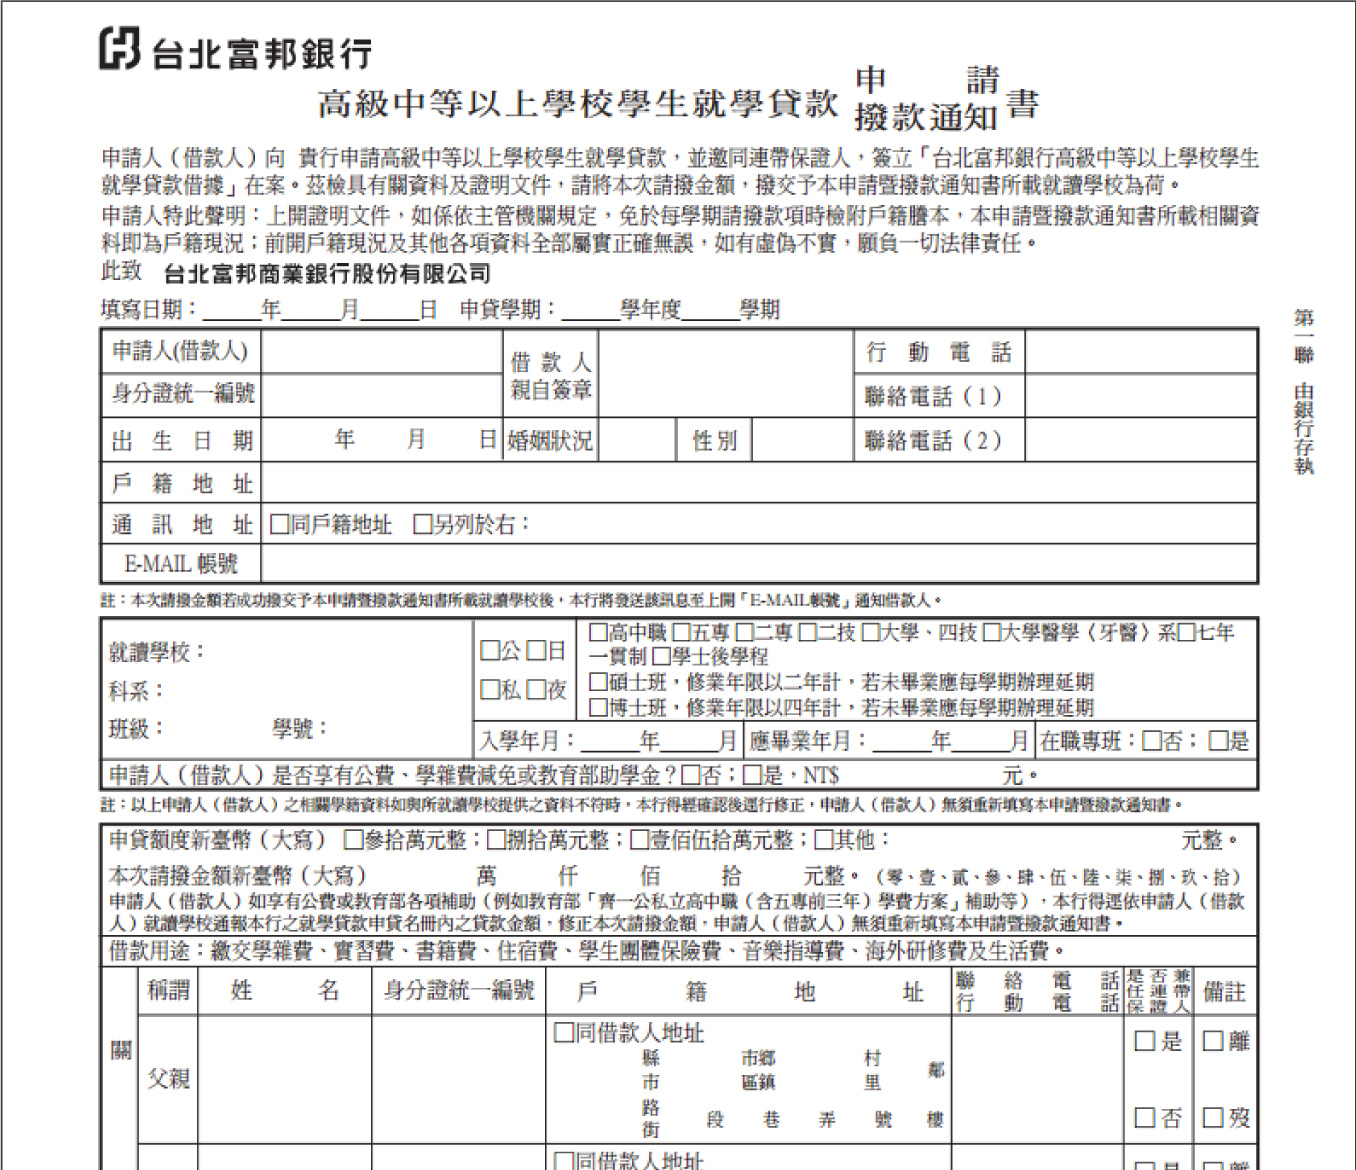 台北富邦銀行
高級中等以上學校學生就學貸款 申請 撥款通知 書
申請人（借款人）向 貴行申請高級中等以上學校學生就學貸款，並邀同連帶保證人，簽立「台北富邦銀行高級中等以上學校學生
就學貸款借據」在案。茲檢具有關資料及證明文件，請將本次請撥金額，撥交予本申請暨撥款通知書所載就讀學校為荷。
申請人特此聲明：上開證明文件，如係依主管機關規定，免於每學期請撥款項時檢附戶籍謄本，本申請暨撥款通知書所載相關資
料即為戶籍現況；前開戶籍現況及其他各項資料全部屬實正確無誤，如有虛偽不實，願負一切法律責任。
此致 台北富邦商業銀行股份有限公司
填寫日期：_____年_____月_____日 申貸學期：_____學年度_____學期
第一聯 由銀行存執
申請人(借款人) 借款人 親自簽章 行動電話
身分證統一編號 聯絡電話（1）
出生日期 年 月 日 婚姻狀況 性別 聯絡電話（2）
戶籍地址
通訊地址 □同戶籍地址 □另列於右：
E-MAIL 帳號
註：本次請撥金額若成功撥交予本申請暨撥款通知書所載就讀學校後，本行將發送該訊息至上開「E-MAIL帳號」通知借款人。
就讀學校：
科系：
班級： 學號：
□公 □日
□私 □夜
□高中職 □五專 □二專 □二技 □大學、四技 □大學醫學〈牙醫〉系□七年
一貫制 □學士後學程
□碩士班，修業年限以二年計，若未畢業應每學期辦理延期
□博士班，修業年限以四年計，若未畢業應每學期辦理延期
入學年月：_____年_____月 應畢業年月：_____年_____月 在職專班：□否；□是
申請人（借款人）是否享有公費、學雜費減免或教育部助學金？□否；□是，NT$ 元。
註：以上申請人（借款人）之相關學籍資料如與所就讀學校提供之資料不符時，本行得經確認後逕行修正，申請人（借款人）無須重新填寫本申請暨撥款通知書。
申貸額度新臺幣（大寫） □參拾萬元整；□捌拾萬元整；□壹佰伍拾萬元整；□其他： 元整。
本次請撥金額新臺幣（大寫） 萬 仟 佰 拾 元整。（零、壹、貳、參、肆、伍、陸、柒、捌、玖、拾）
申請人（借款人）如享有公費或教育部各項補助（例如教育部「齊一公私立高中職（含五專前三年）學費方案」補助等），本行得逕依申請人（借款
人）就讀學校通報本行之就學貸款申貸名冊內之貸款金額，修正本次請撥金額，申請人（借款人）無須重新填寫本申請暨撥款通知書。
借款用途：繳交學雜費、實習費、書籍費、住宿費、學生團體保險費、音樂指導費、海外研修費及生活費。
稱謂 姓名 身分證統一編號 戶籍地址 聯絡電話 行動電話 是否兼任連帶保證人 備註
關
父親
□同借款人地址
縣 市鄉 村 鄰
市 區鎮 里
路 段 巷 弄 號 樓
街
□是 □離
□否 □歿
□同借款人地址
□是 □離